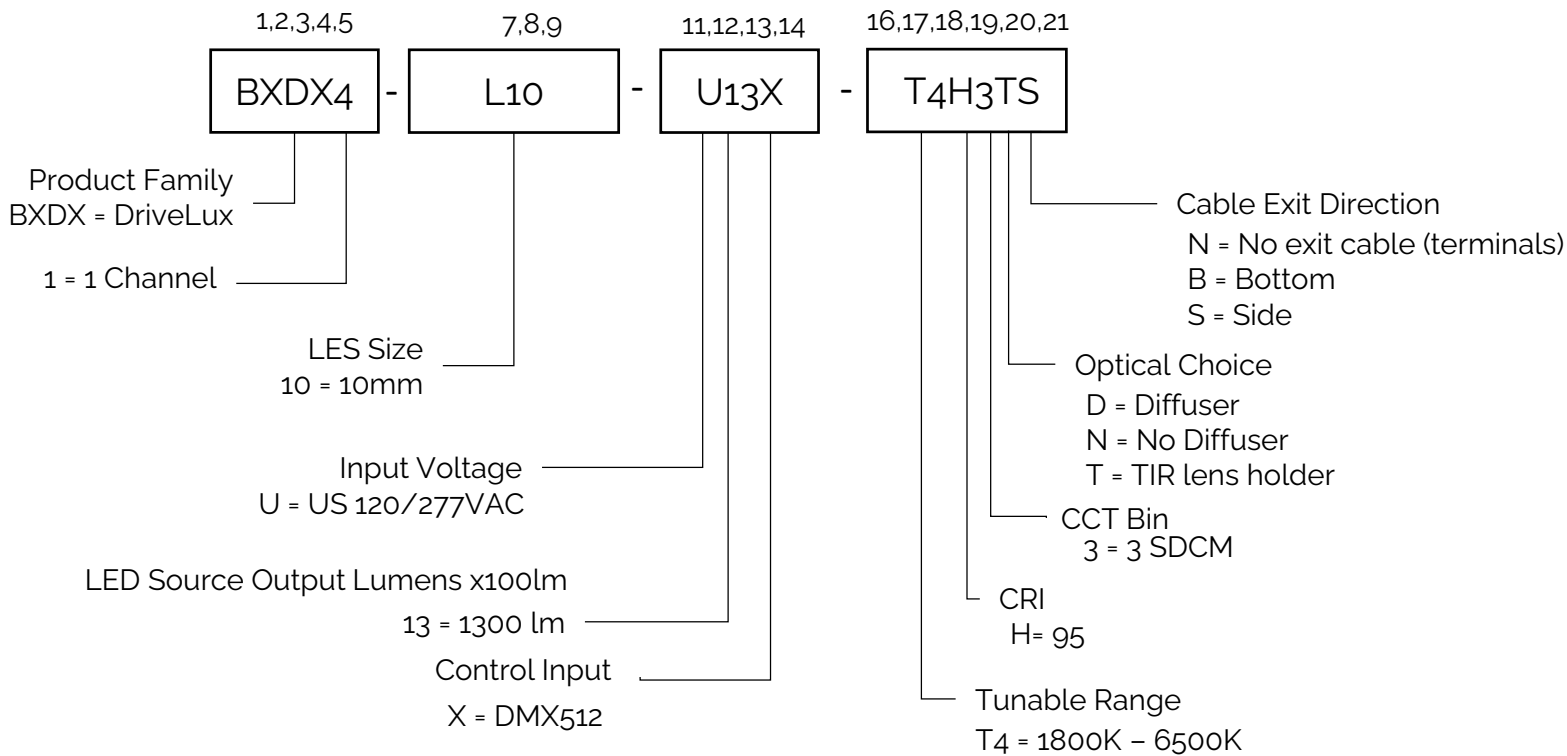 1,2,3,4,5 7,8,9 11,12,13,14 16,17,18,19,20,21
BXDX4 - L10 - U13X - T4H3TS
Product Family
BXDX = DriveLux
1 = 1 Channel
LES Size
10 = 10mm
Input Voltage
U = US 120/277VAC
LED Source Output Lumens x100lm
13 = 1300 lm
Control Input
X = DMX512
Cable Exit Direction
N = No exit cable (terminals)
B = Bottom
S = Side
Optical Choice
D = Diffuser
N = No Diffuser
T = TIR lens holder
CCT Bin
3 = 3 SDCM
CRI
H= 95
Tunable Range
T4 = 1800K – 6500K